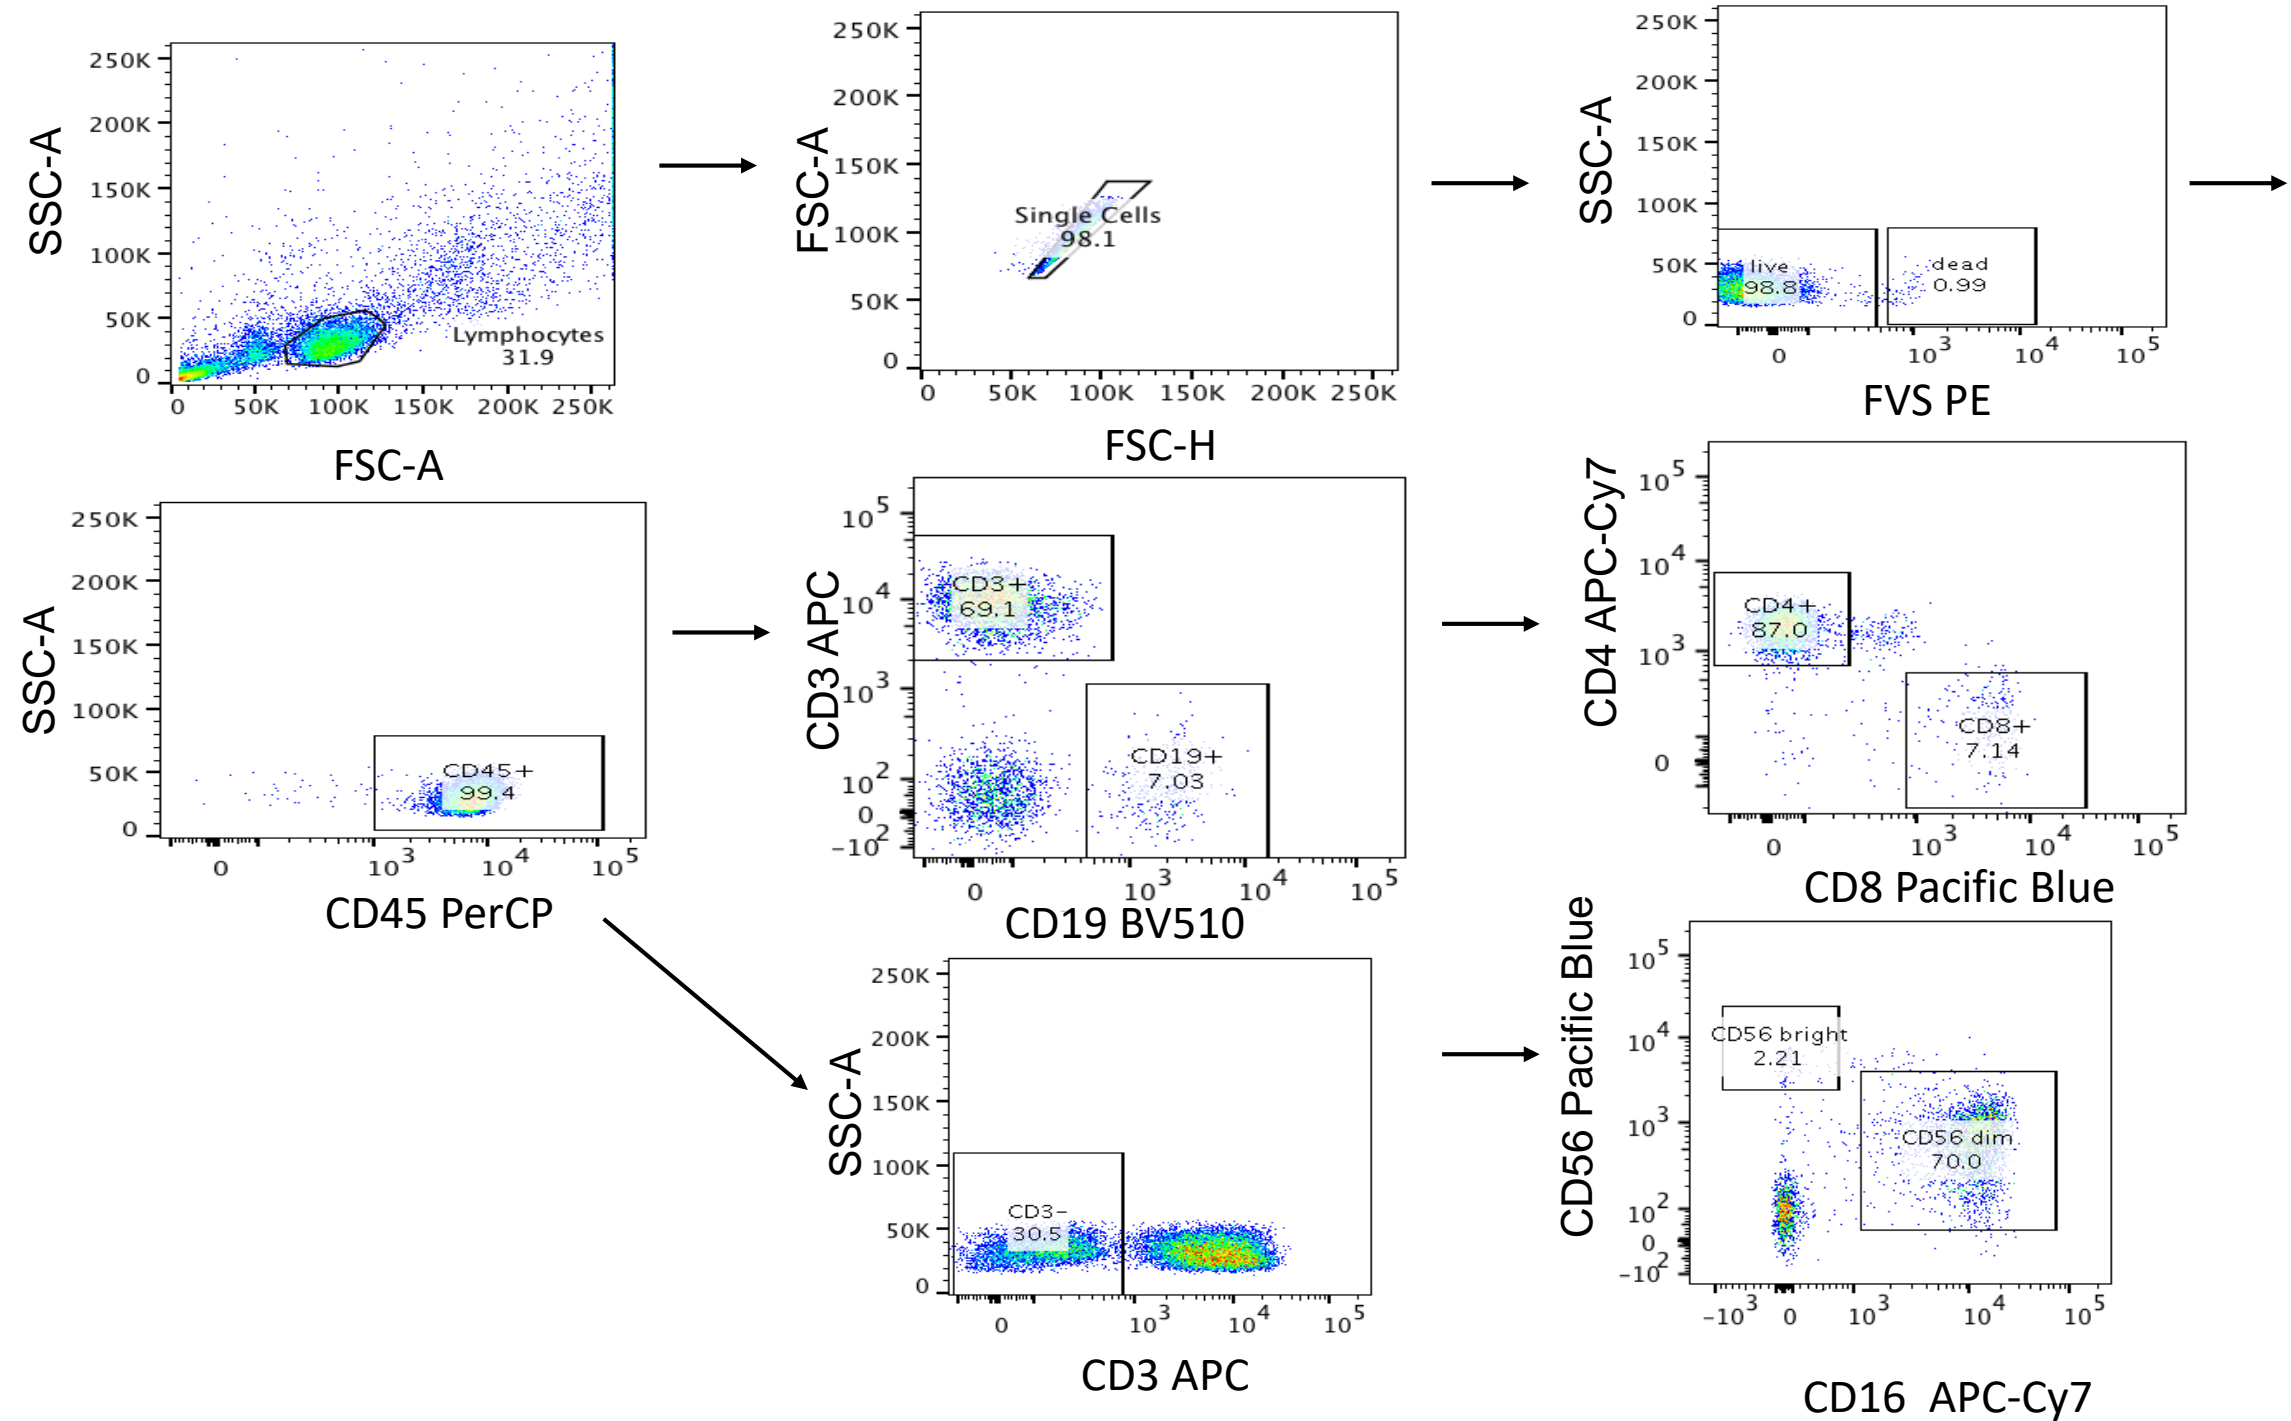 250K
200K
150K
100K
50K
0
SSC-A
Lymphocytes
31.9
0 50K 100K 150K 200K 250K
FSC-A
250K
200K
150K
100K
50K
0
FSC-A
Single Cells
98.1
0 50K 100K 150K 200K 250K
FSC-H
250K
200K
150K
100K
50K
0
SSC-A
live
98.8
dead
0.99
0 10^3 10^4 10^5
FVS PE
250K
200K
150K
100K
50K
0
SSC-A
CD45+
99.4
0 10^3 10^4 10^5
CD45 PerCP
10^5
10^4
10^3
10^2
0
-10^2
CD3 APC
CD3+
69.1
CD19+
7.03
0 10^3 10^4 10^5
CD19 BV510
10^5
10^4
10^3
0
CD4 APC-Cy7
CD4+
87.0
CD8+
7.14
0 10^3 10^4 10^5
CD8 Pacific Blue
250K
200K
150K
100K
50K
0
SSC-A
CD3-
30.5
0 10^3 10^4 10^5
CD3 APC
10^5
10^4
10^3
10^2
0
-10^2
CD56 Pacific Blue
CD56 bright
2.21
CD56 dim
70.0
-10^3 0 10^3 10^4 10^5
CD16 APC-Cy7